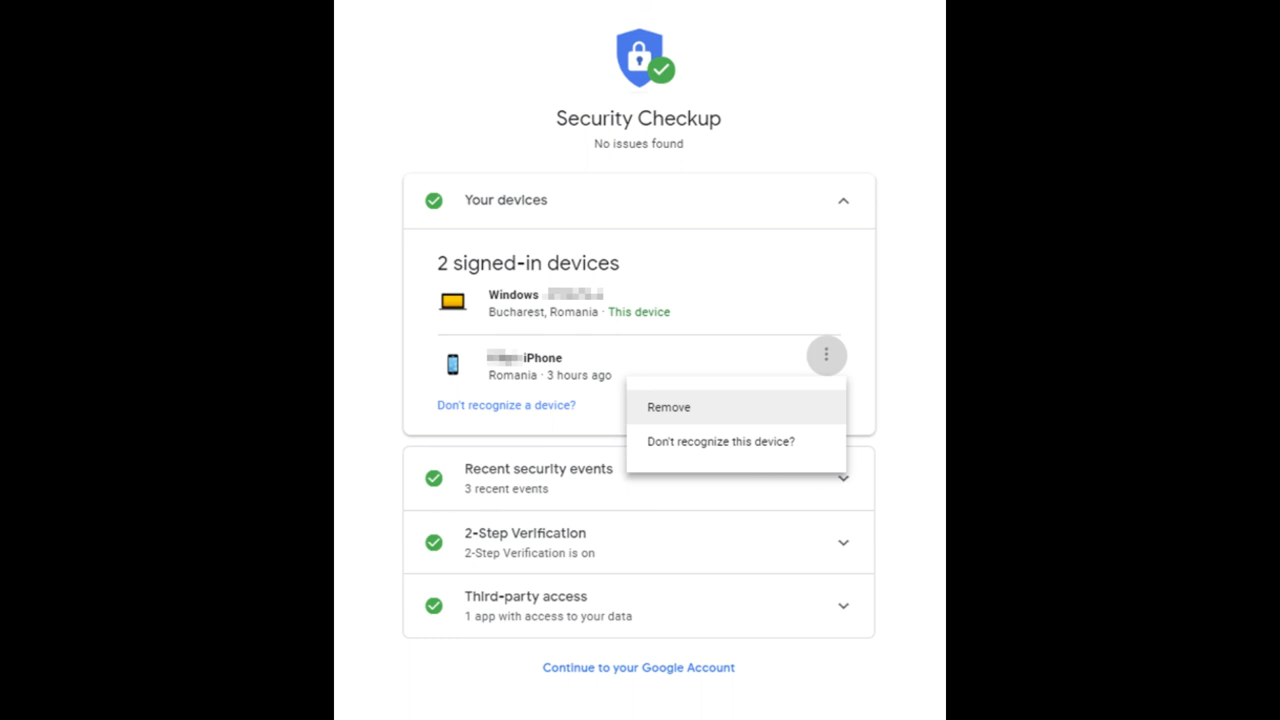 Security Checkup
No issues found
Your devices
2 signed-in devices
Windows
Bucharest, Romania · This device
iPhone
Romania · 3 hours ago
Don't recognize a device?
Remove
Don't recognize this device?
Recent security events
3 recent events
2-Step Verification
2-Step Verification is on
Third-party access
1 app with access to your data
Continue to your Google Account